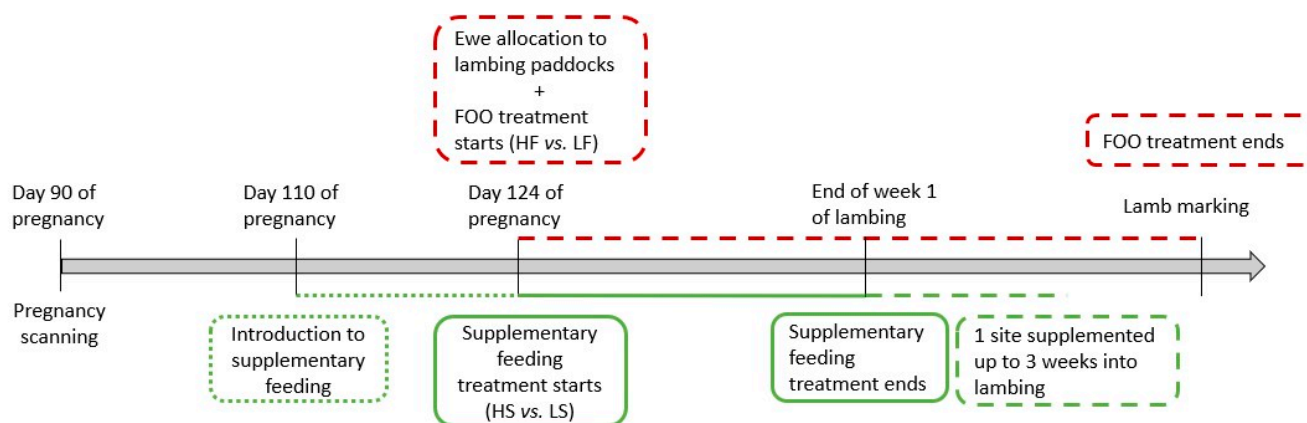 Ewe allocation to
lambing paddocks
+
FOO treatment
starts (HF vs. LF)
FOO treatment ends
Day 90 of
pregnancy
Day 110 of
pregnancy
Day 124 of
pregnancy
End of week 1
of lambing
Lamb marking
Pregnancy
scanning
Introduction to
supplementary
feeding
Supplementary
feeding
treatment starts
(HS vs. LS)
Supplementary
feeding
treatment ends
1 site supplemented
up to 3 weeks into
lambing